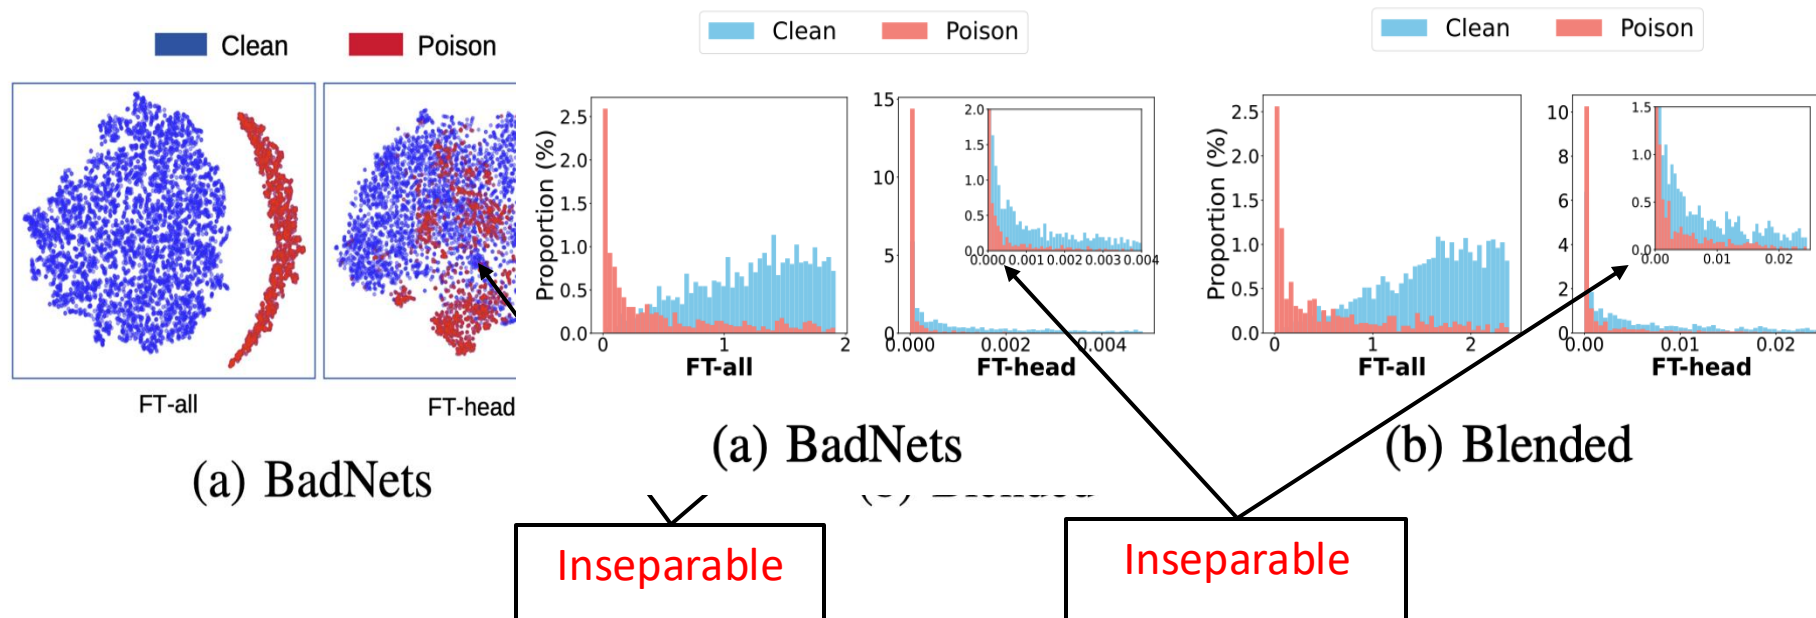 Clean Poison
FT-all
FT-head
(a) BadNets
Clean Poison
Proportion (%)
2.5
2.0
1.5
1.0
0.5
0.0
0 1 2
FT-all
15
10
5
0
0.000 0.002 0.004
FT-head
2.0
1.5
1.0
0.5
0.0
0.000 0.001 0.002 0.003 0.004
(a) BadNets
Clean Poison
Proportion (%)
2.5
2.0
1.5
1.0
0.5
0.0
0 1 2
FT-all
10
8
6
4
2
0
0.00 0.01 0.02
FT-head
1.5
1.0
0.5
0.0
0.00 0.01 0.02
(b) Blended
Inseparable
Inseparable